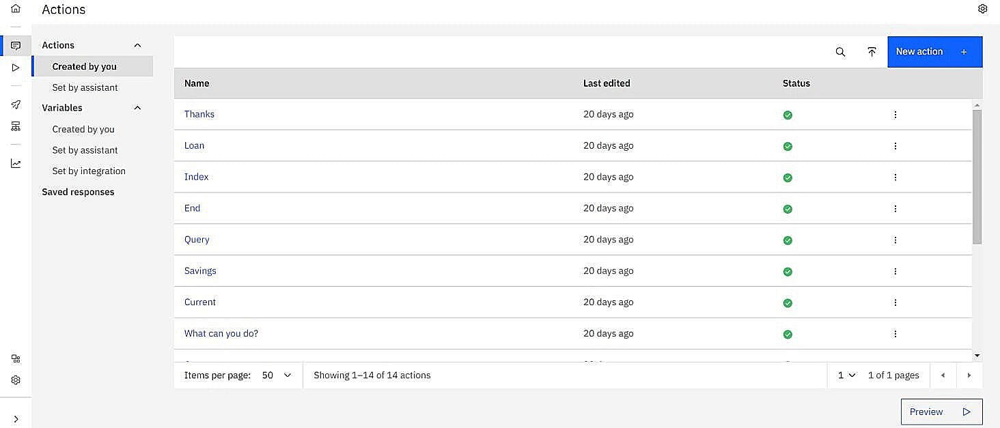 Actions
Actions
Created by you
Set by assistant
Variables
Created by you
Set by assistant
Set by integration
Saved responses
New action +
Name Last edited Status
Thanks 20 days ago
Loan 20 days ago
Index 20 days ago
End 20 days ago
Query 20 days ago
Savings 20 days ago
Current 20 days ago
What can you do? 20 days ago
Items per page: 50 Showing 1–14 of 14 actions 1 1 of 1 pages
Preview